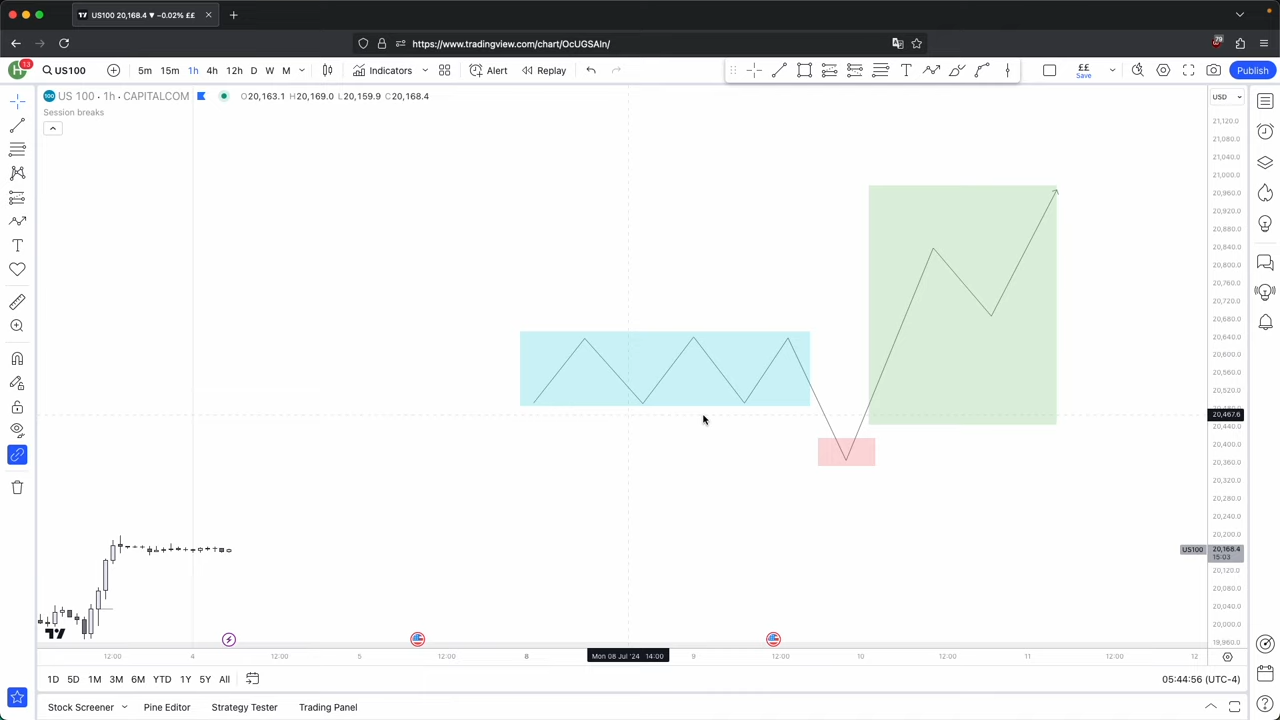 US100 20,168.4 ▼ −0.02% ££
https://www.tradingview.com/chart/OcUGSAIn/
79
13
US100
5m 15m 1h 4h 12h D W M
Indicators
Alert
Replay
££
Save
Publish
100 US 100 · 1h · CAPITALCOM
O20,163.1 H20,169.0 L20,159.9 C20,168.4
Session breaks
USD
21,120.0
21,080.0
21,040.0
21,000.0
20,960.0
20,920.0
20,880.0
20,840.0
20,800.0
20,760.0
20,720.0
20,680.0
20,640.0
20,600.0
20,560.0
20,520.0
20,467.6
20,440.0
20,400.0
20,360.0
20,320.0
20,280.0
20,240.0
20,200.0
US100 20,168.4
15:03
20,120.0
20,080.0
20,040.0
20,000.0
19,960.0
12:00 4 12:00 5 12:00 8 Mon 08 Jul '24 14:00 9 12:00 10 12:00 11 12:00 12
1D 5D 1M 3M 6M YTD 1Y 5Y All
05:44:56 (UTC-4)
Stock Screener Pine Editor Strategy Tester Trading Panel